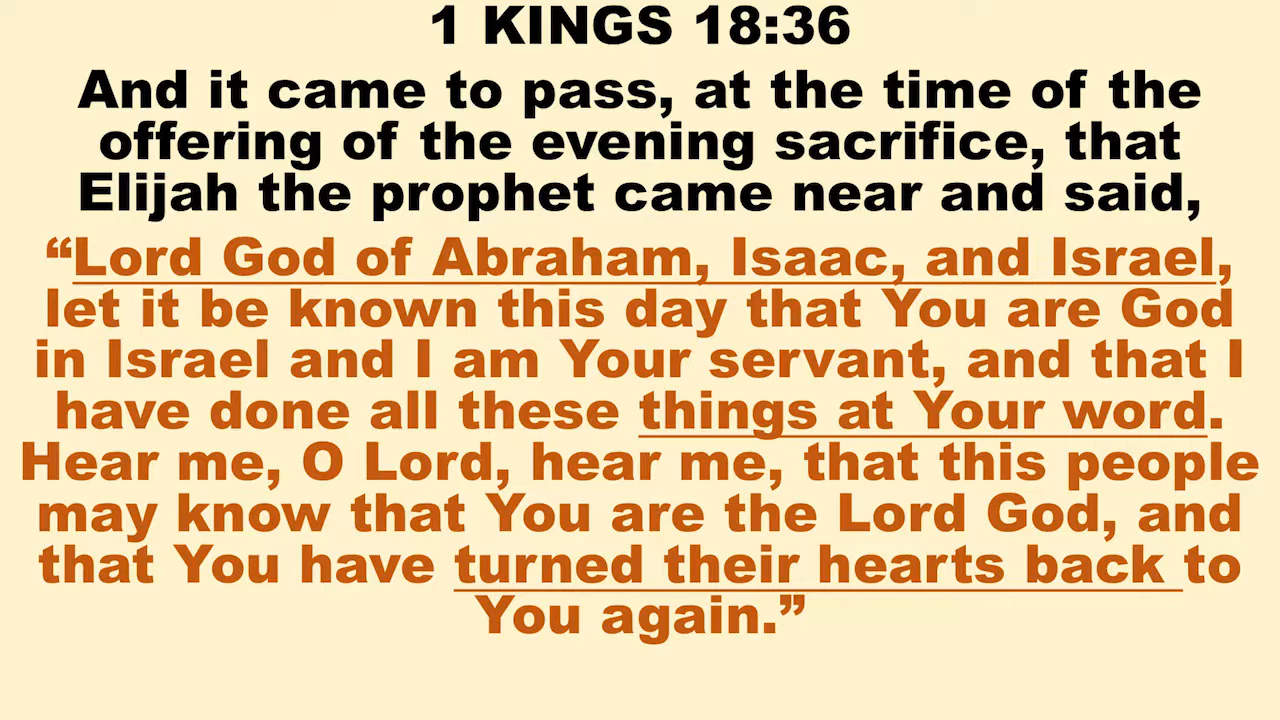 1 KINGS 18:36
And it came to pass, at the time of the
offering of the evening sacrifice, that
Elijah the prophet came near and said,
“Lord God of Abraham, Isaac, and Israel,
let it be known this day that You are God
in Israel and I am Your servant, and that I
have done all these things at Your word.
Hear me, O Lord, hear me, that this people
may know that You are the Lord God, and
that You have turned their hearts back to
You again.”